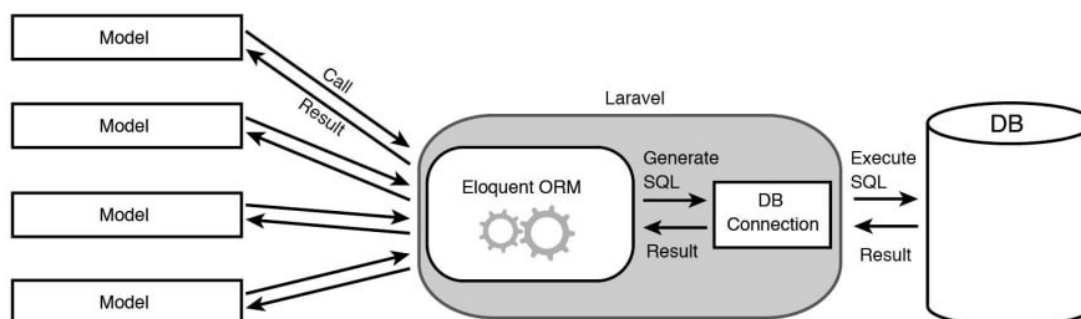 Model
Call
Result
Model
Model
Model
Laravel
Eloquent ORM
Generate
SQL
Result
DB
Connection
Execute
SQL
Result
DB